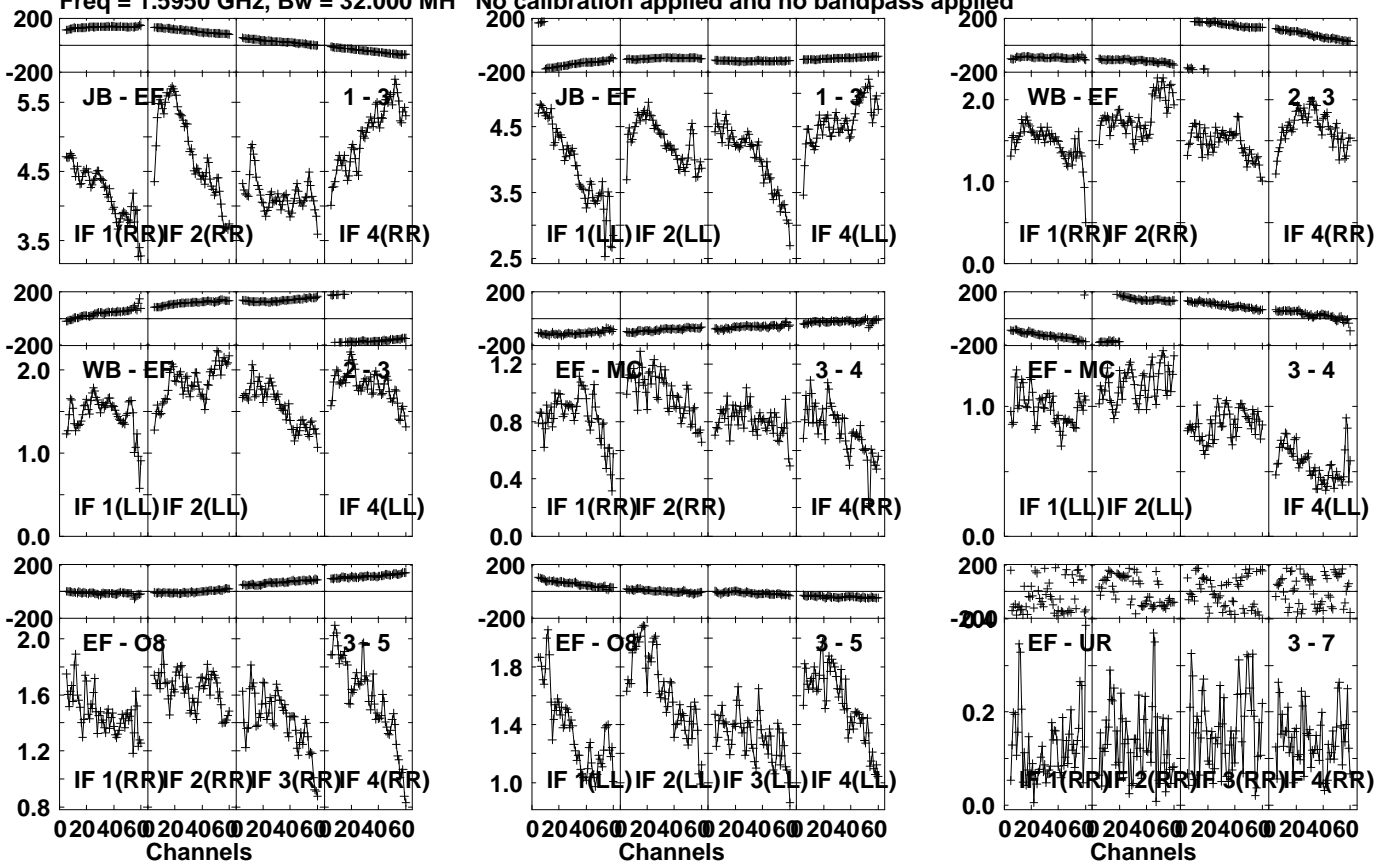 Freq = 1.5950 GHz, Bw = 32.000 MH No calibration applied and no bandpass applied
200
-200
JB - EF 1 - 3
5.5
4.5
3.5
IF 1(RR) IF 2(RR) IF 4(RR)
JB - EF 1 - 3
200
-200
4.5
3.5
2.5
IF 1(LL) IF 2(LL) IF 4(LL)
200
-200
WB - EF 2 - 3
2.0
1.0
0.0
IF 1(RR) IF 2(RR) IF 4(RR)
200
-200
WB - EF 2 - 3
2.0
1.0
0.0
IF 1(LL) IF 2(LL) IF 4(LL)
200
-200
EF - MC 3 - 4
1.2
0.8
0.4
0.0
IF 1(RR) IF 2(RR) IF 4(RR)
200
-200
EF - MC 3 - 4
1.0
0.0
IF 1(LL) IF 2(LL) IF 4(LL)
200
-200
EF - O8 3 - 5
2.0
1.6
1.2
0.8
IF 1(RR) IF 2(RR) IF 3(RR) IF 4(RR)
0 20 40 60 0 20 40 60 0 20 40 60 0 20 40 60
Channels
200
-200
EF - O8 3 - 5
1.8
1.4
1.0
IF 1(LL) IF 2(LL) IF 3(LL) IF 4(LL)
0 20 40 60 0 20 40 60 0 20 40 60 0 20 40 60
Channels
200
-200
0.4
EF - UR 3 - 7
0.2
0.0
IF 1(RR) IF 2(RR) IF 3(RR) IF 4(RR)
0 20 40 60 0 20 40 60 0 20 40 60 0 20 40 60
Channels